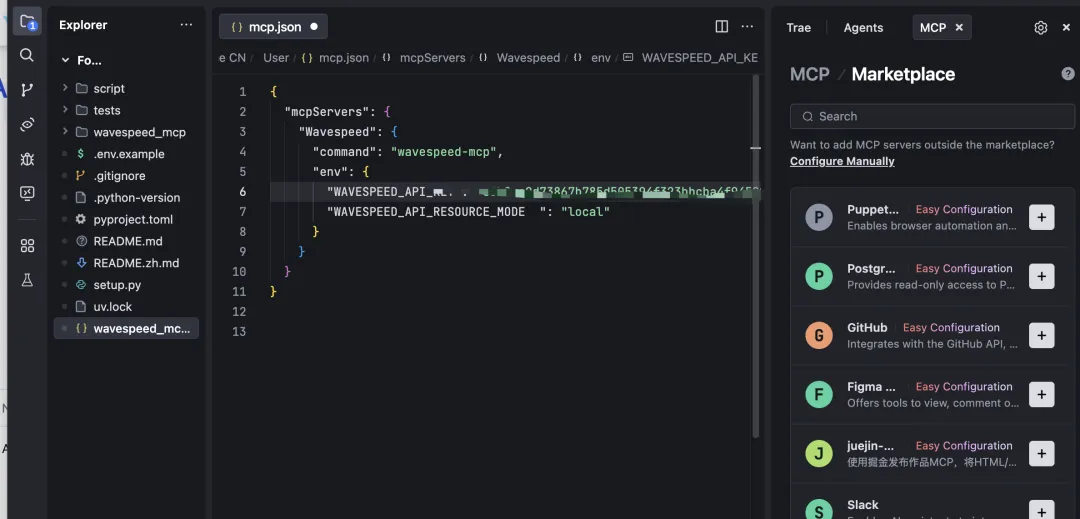 Explorer
···
Fo...
script
tests
wavespeed_mcp
$ .env.example
.gitignore
.python-version
pyproject.toml
README.md
README.zh.md
setup.py
uv.lock
{} wavespeed_mc...
1
{} mcp.json
e CN / User / {} mcp.json / {} mcpServers / {} Wavespeed / {} env / WAVESPEED_API_KE
1 {
2 "mcpServers": {
3 "Wavespeed": {
4 "command": "wavespeed-mcp",
5 "env": {
6 "WAVESPEED_API_
7 "WAVESPEED_API_RESOURCE_MODE ": "local"
8 }
9 }
10 }
11 }
12
13
Trae Agents MCP ×
MCP / Marketplace
Search
Want to add MCP servers outside the marketplace?
Configure Manually
P
Puppet... Easy Configuration
Enables browser automation an...
P
Postgr... Easy Configuration
Provides read-only access to P...
G
GitHub Easy Configuration
Integrates with the GitHub API, ...
F
Figma ... Easy Configuration
Offers tools to view, comment o...
J
juejin-... Easy Configuration
使用掘金发布作品MCP，将HTML/...
S
Slack